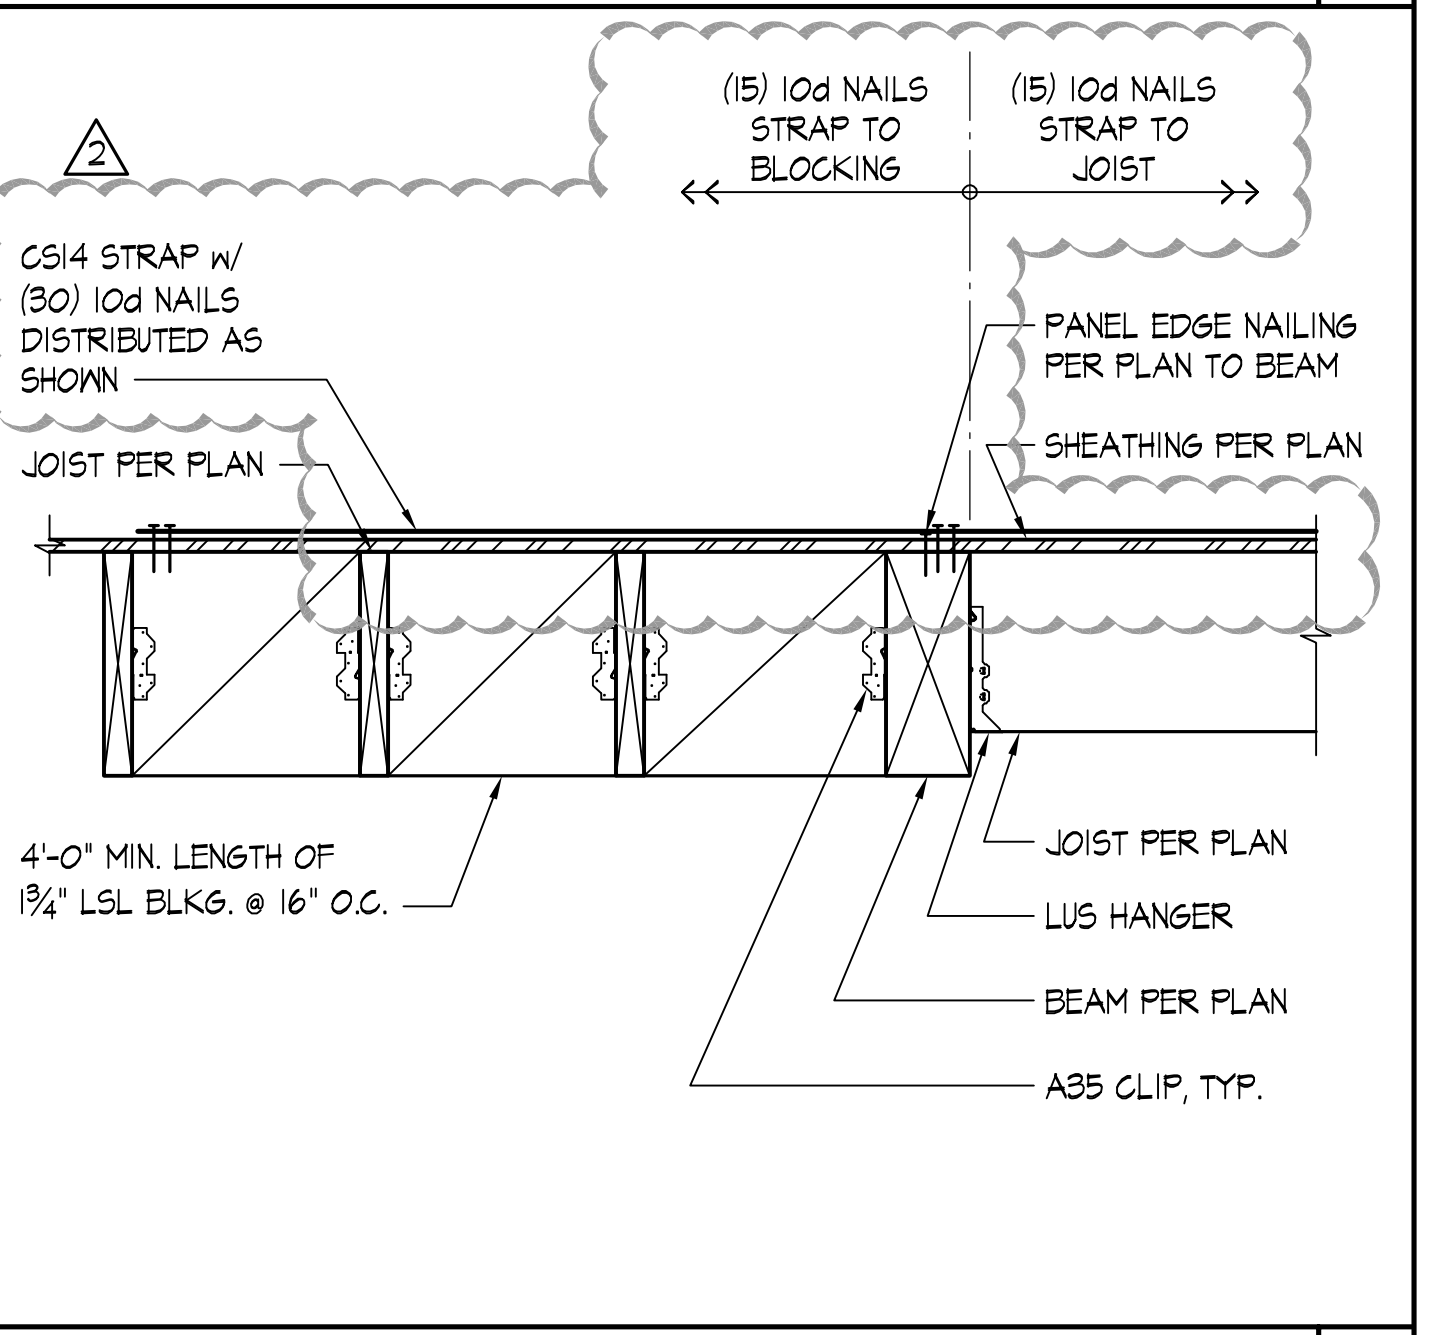 (15) 10d NAILS
STRAP TO
BLOCKING
(15) 10d NAILS
STRAP TO
JOIST
2
CS14 STRAP w/
(30) 10d NAILS
DISTRIBUTED AS
SHOWN
JOIST PER PLAN
PANEL EDGE NAILING
PER PLAN TO BEAM
SHEATHING PER PLAN
4'-0" MIN. LENGTH OF
1¾" LSL BLKG. @ 16" O.C.
JOIST PER PLAN
LUS HANGER
BEAM PER PLAN
A35 CLIP, TYP.